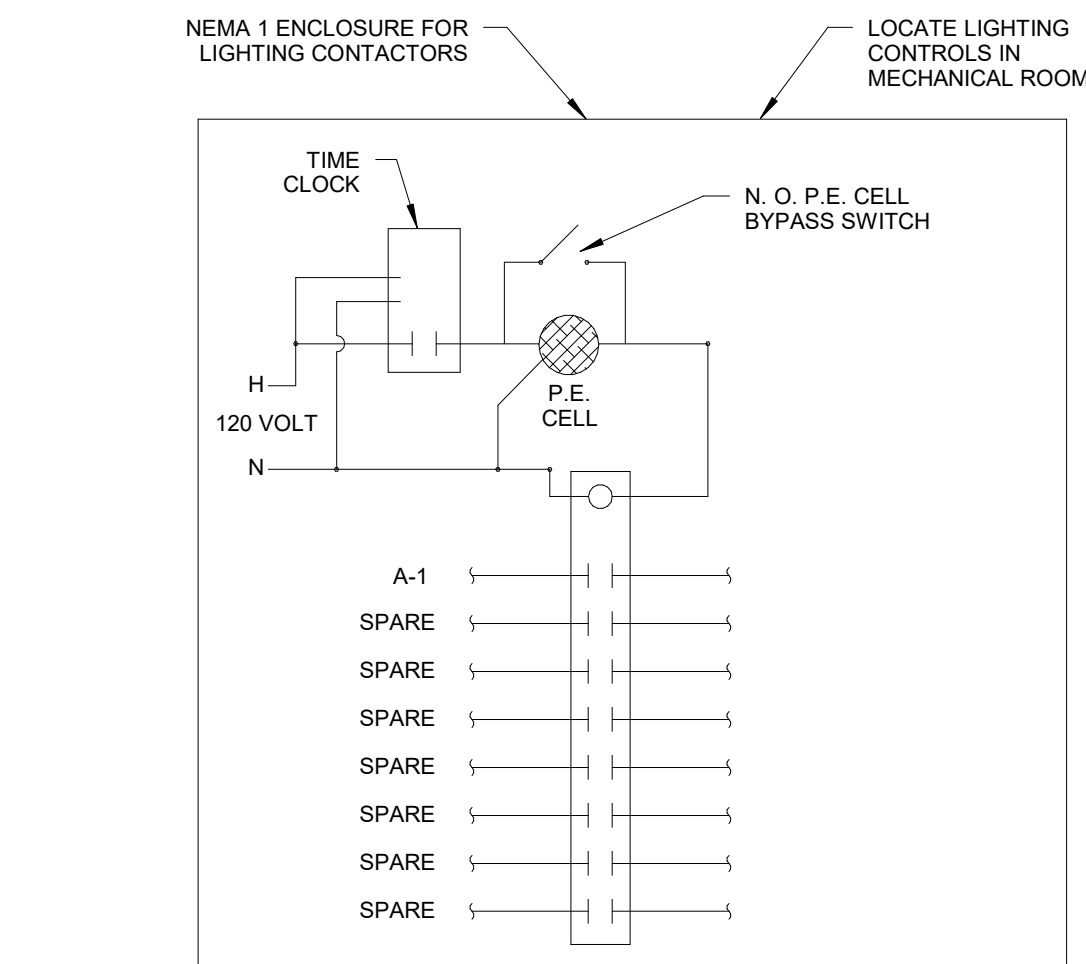 NEMA 1 ENCLOSURE FOR
LIGHTING CONTACTORS
LOCATE LIGHTING
CONTROLS IN
MECHANICAL ROOM
TIME
CLOCK
N. O. P.E. CELL
BYPASS SWITCH
H
120 VOLT
N
P.E.
CELL
A-1
SPARE
SPARE
SPARE
SPARE
SPARE
SPARE
SPARE